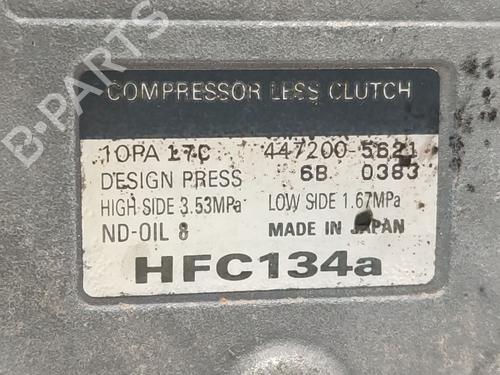 B-PARTS
COMPRESSOR LESS CLUTCH
10PA 17C 447200-5621
DESIGN PRESS 6B 0383
HIGH SIDE 3.53MPa LOW SIDE 1.67MPa
ND-OIL 8 MADE IN JAPAN
HFC134a